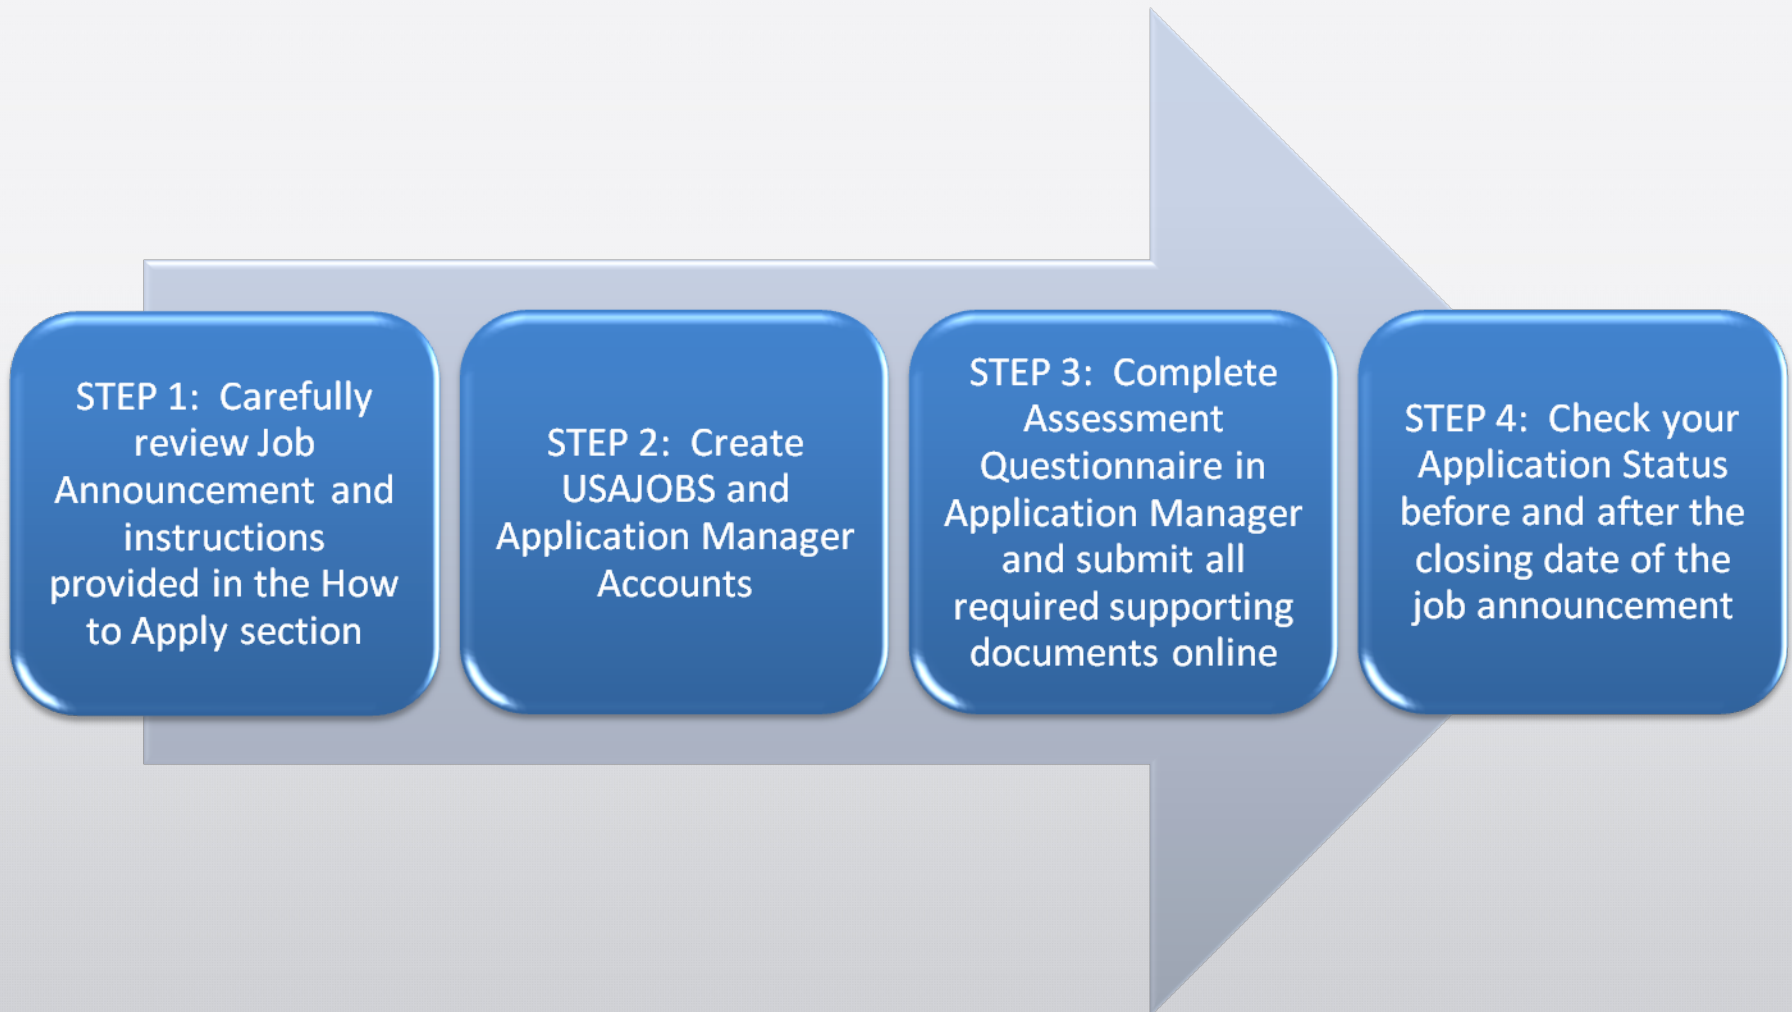 STEP 1:  Carefully
review Job
Announcement and
instructions
provided in the How
to Apply section
STEP 2:  Create
USAJOBS and
Application Manager
Accounts
STEP 3:  Complete
Assessment
Questionnaire in
Application Manager
and submit all
required supporting
documents online
STEP 4:  Check your
Application Status
before and after the
closing date of the
job announcement